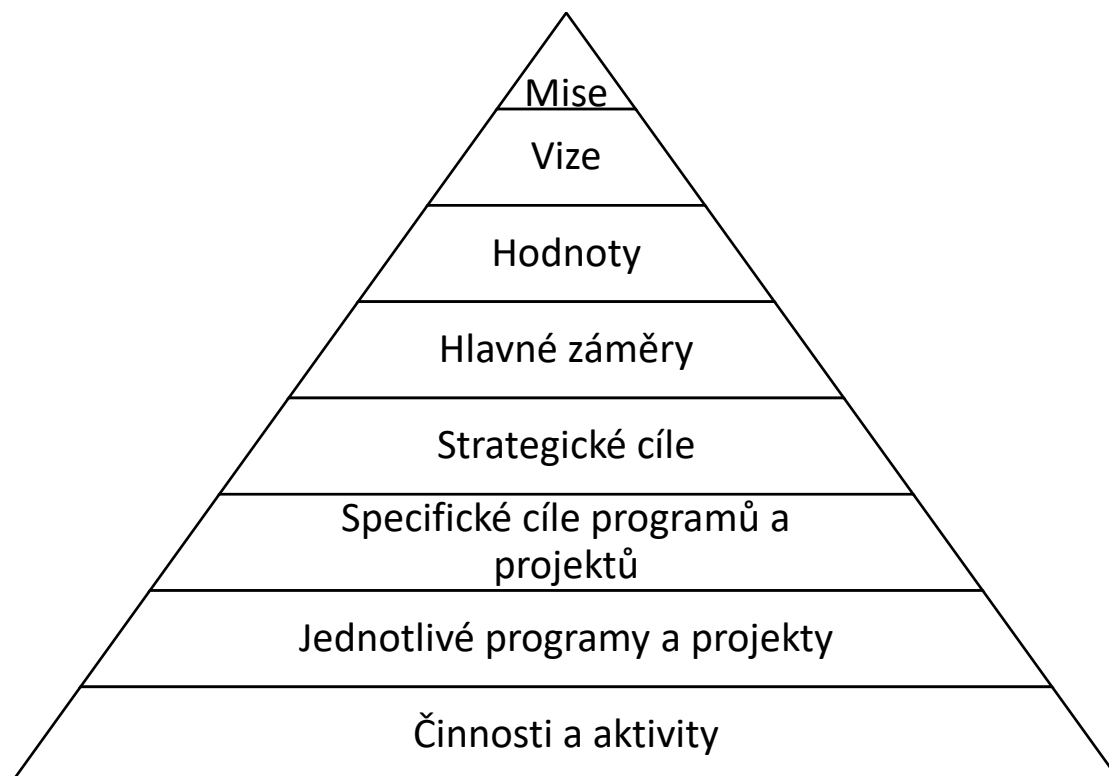 Mise
Vize
Hodnoty
Hlavné záměry
Strategické cíle
Specifické cíle programů a
projektů
Jednotlivé programy a projekty
Činnosti a aktivity